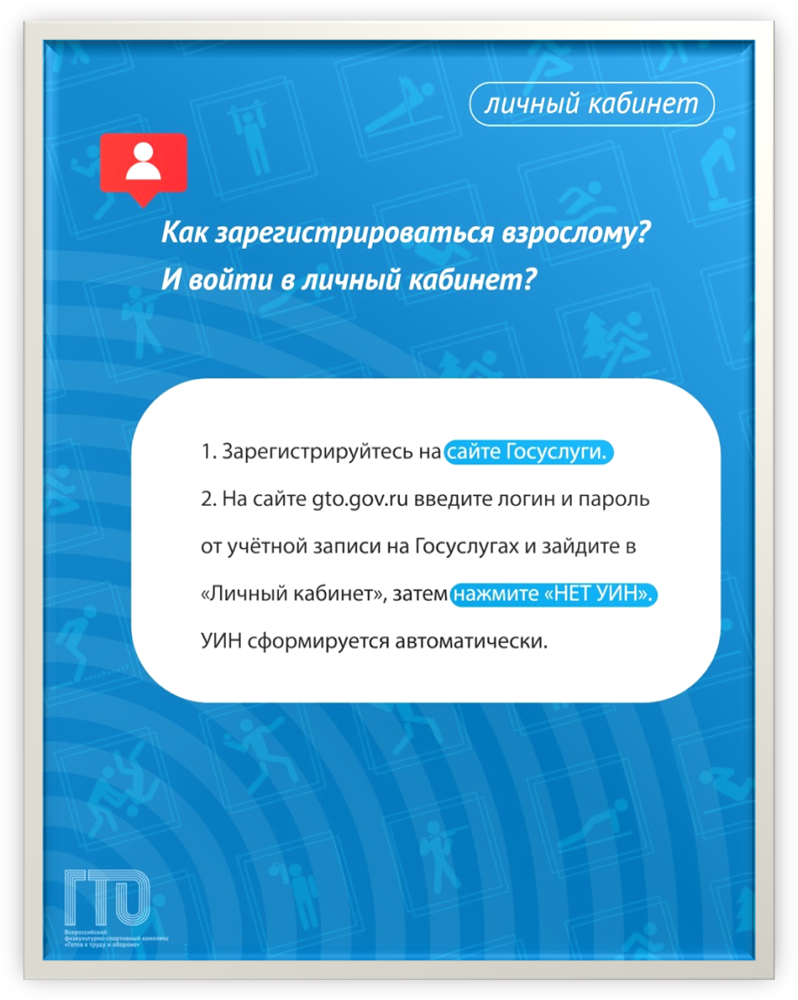 личный кабинет
Как зарегистрироваться взрослому?
И войти в личный кабинет?
1. Зарегистрируйтесь на сайте Госуслуги.
2. На сайте gto.gov.ru введите логин и пароль
от учётной записи на Госуслугах и зайдите в
«Личный кабинет», затем нажмите «НЕТ УИН».
УИН сформируется автоматически.
ГТО
Всероссийский
физкультурно-спортивный комплекс
«Готов к труду и обороне»